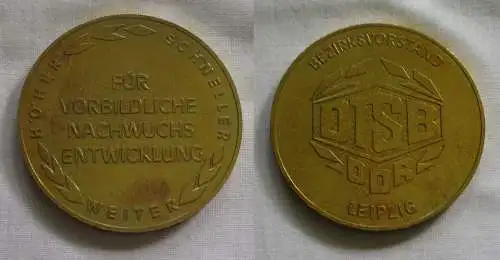 HÖHER SCHNELLER
FÜR
VORBILDLICHE
NACHWUCHS
ENTWICKLUNG
WEITER
BEZIRKSVORSTAND
DTSB
DDR
LEIPZIG